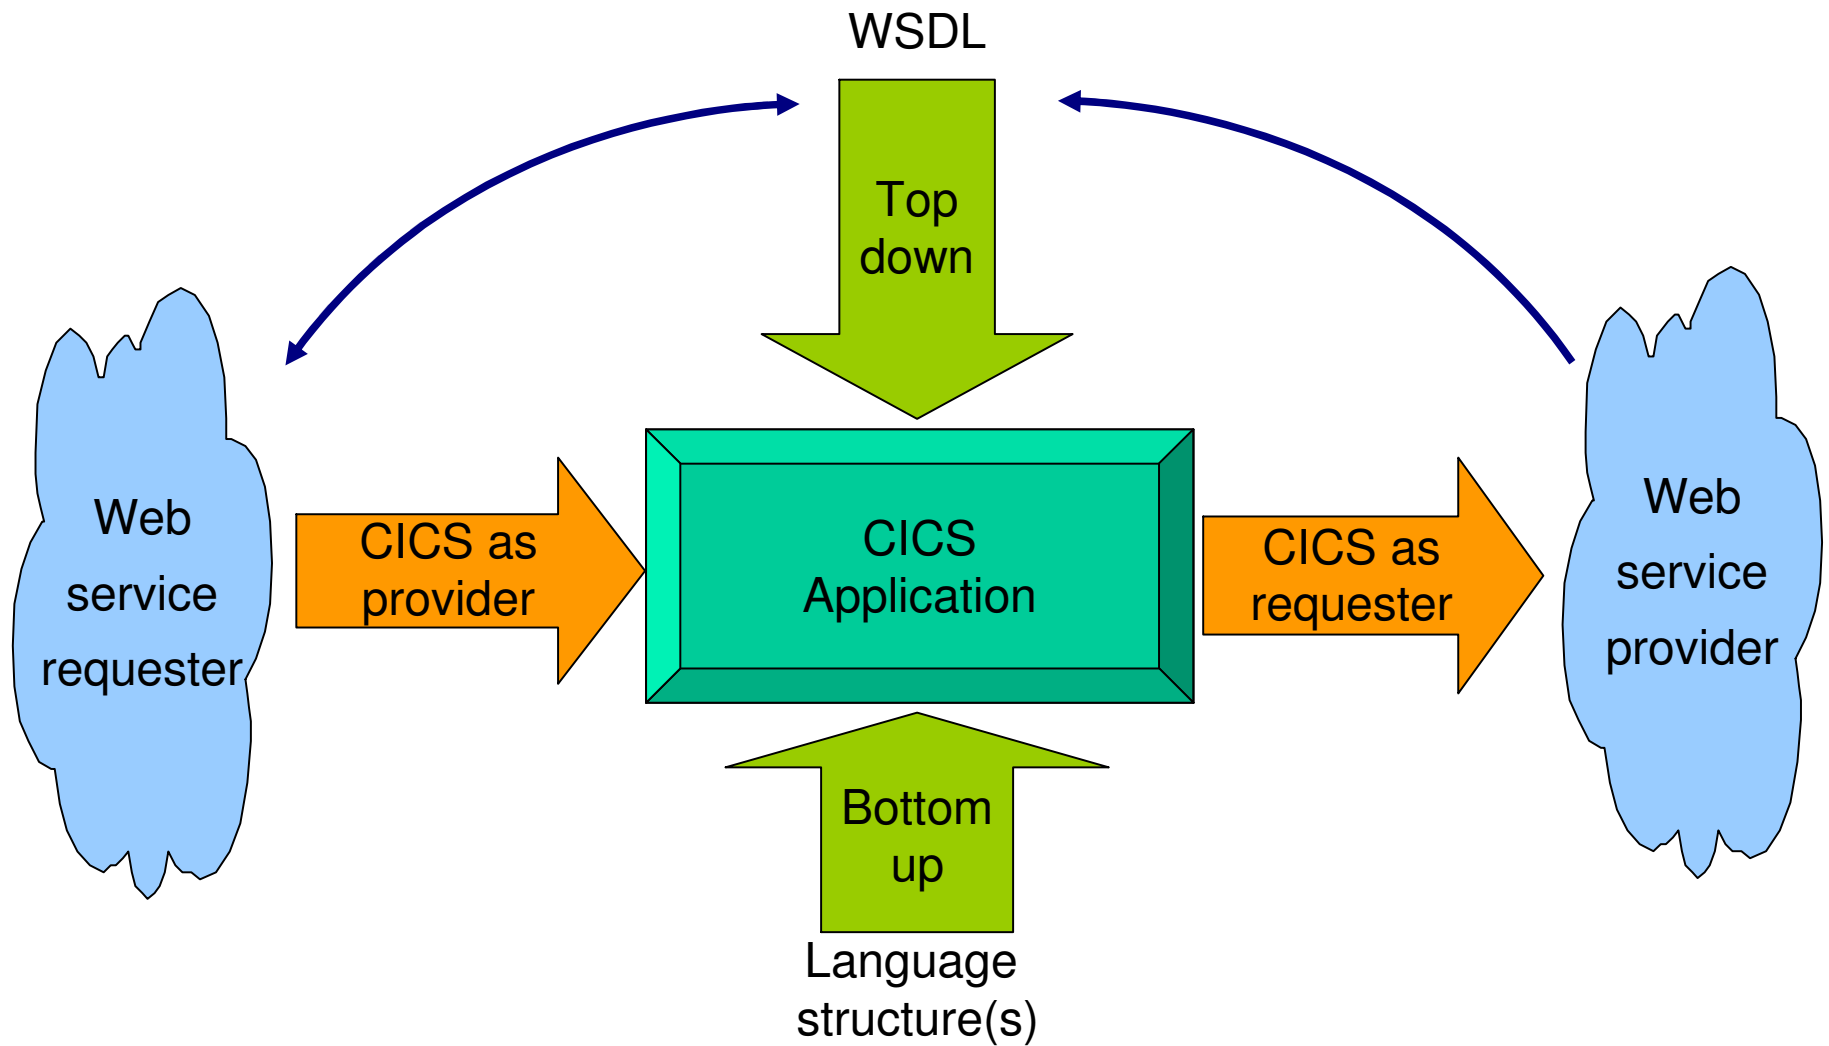 WSDL
Top
down
Web
service
requester
CICS as
provider
CICS
Application
CICS as
requester
Web
service
provider
Bottom
up
Language
structure(s)